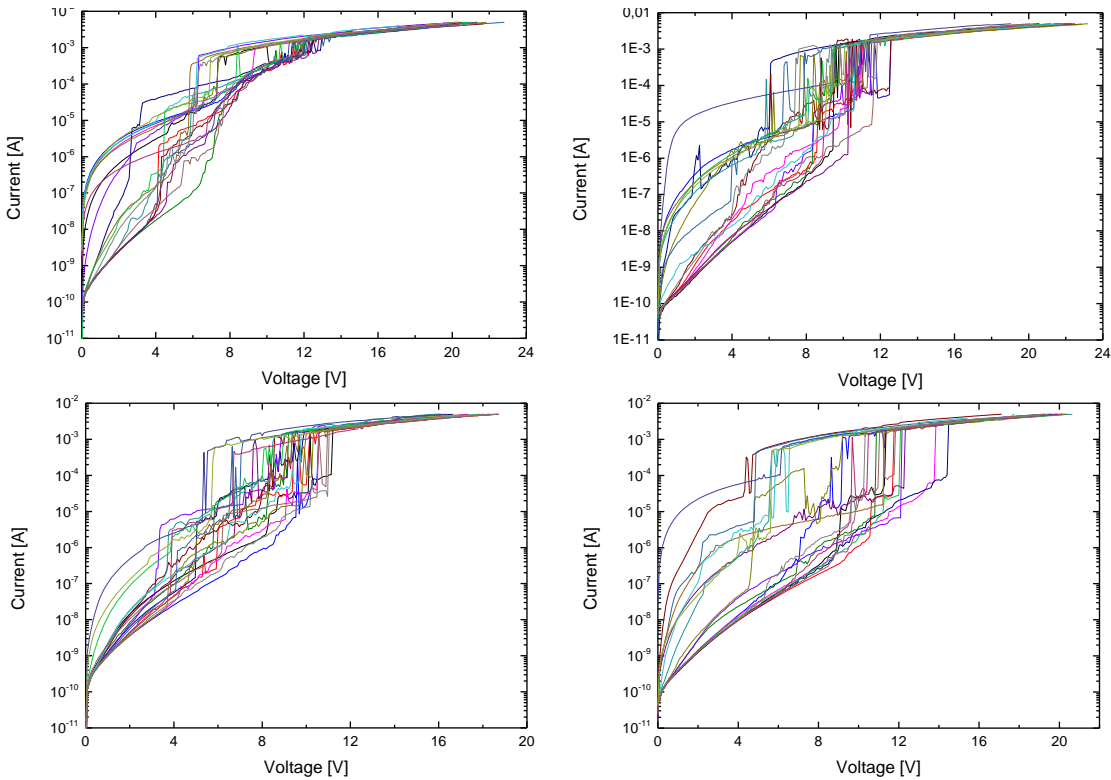 10⁻³
10⁻⁴
10⁻⁵
10⁻⁶
10⁻⁷
10⁻⁸
10⁻⁹
10⁻¹⁰
10⁻¹¹
Current [A]
0 4 8 12 16 20 24
Voltage [V]
0,01
1E-3
1E-4
1E-5
1E-6
1E-7
1E-8
1E-9
1E-10
1E-11
Current [A]
0 4 8 12 16 20 24
Voltage [V]
10⁻²
10⁻³
10⁻⁴
10⁻⁵
10⁻⁶
10⁻⁷
10⁻⁸
10⁻⁹
10⁻¹⁰
10⁻¹¹
Current [A]
0 4 8 12 16 20
Voltage [V]
10⁻²
10⁻³
10⁻⁴
10⁻⁵
10⁻⁶
10⁻⁷
10⁻⁸
10⁻⁹
10⁻¹⁰
10⁻¹¹
Current [A]
0 4 8 12 16 20
Voltage [V]